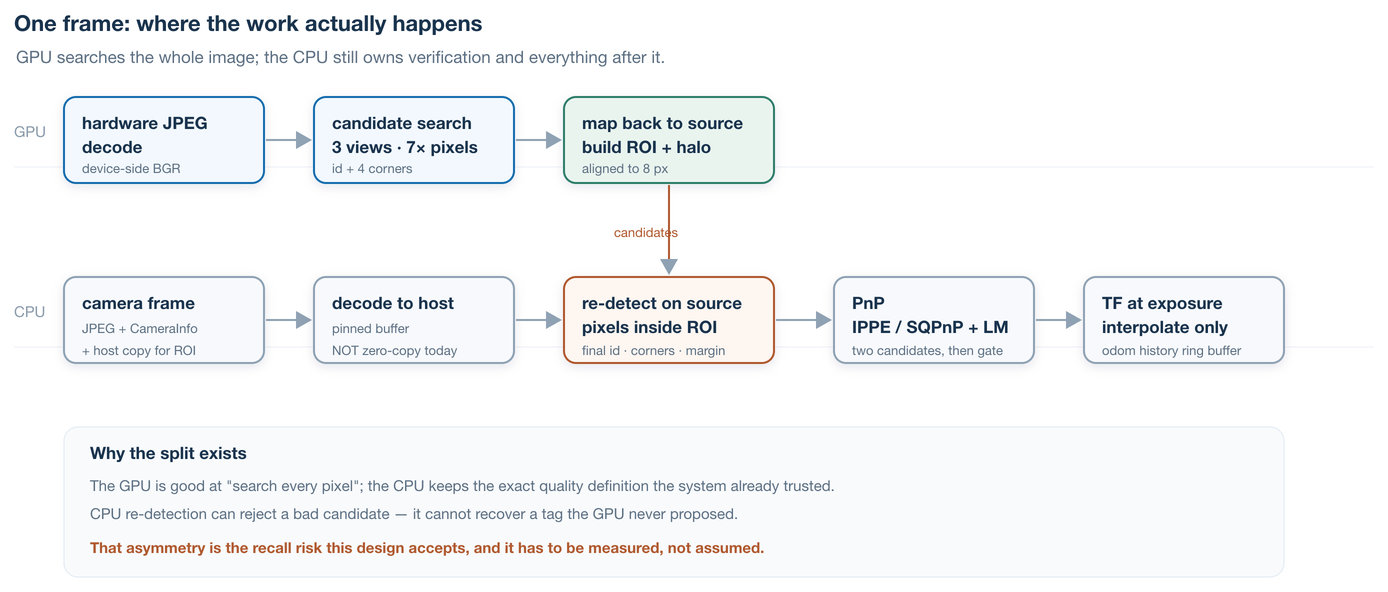 One frame: where the work actually happens
GPU searches the whole image; the CPU still owns verification and everything after it.
GPU
hardware JPEG
decode
device-side BGR
candidate search
3 views · 7× pixels
id + 4 corners
map back to source
build ROI + halo
aligned to 8 px
candidates
CPU
camera frame
JPEG + CameraInfo
+ host copy for ROI
decode to host
pinned buffer
NOT zero-copy today
re-detect on source
pixels inside ROI
final id · corners · margin
PnP
IPPE / SQPnP + LM
two candidates, then gate
TF at exposure
interpolate only
odom history ring buffer
Why the split exists
The GPU is good at "search every pixel"; the CPU keeps the exact quality definition the system already trusted.
CPU re-detection can reject a bad candidate — it cannot recover a tag the GPU never proposed.
That asymmetry is the recall risk this design accepts, and it has to be measured, not assumed.